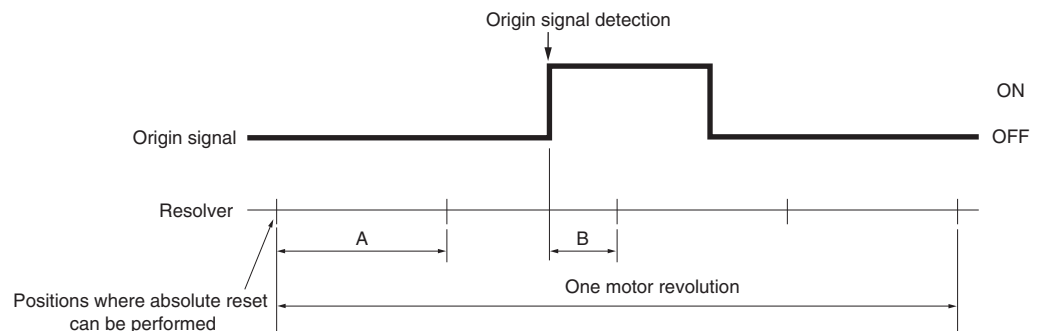 Origin signal detection
ON
Origin signal
OFF
Resolver
A
B
One motor revolution
Positions where absolute reset
can be performed